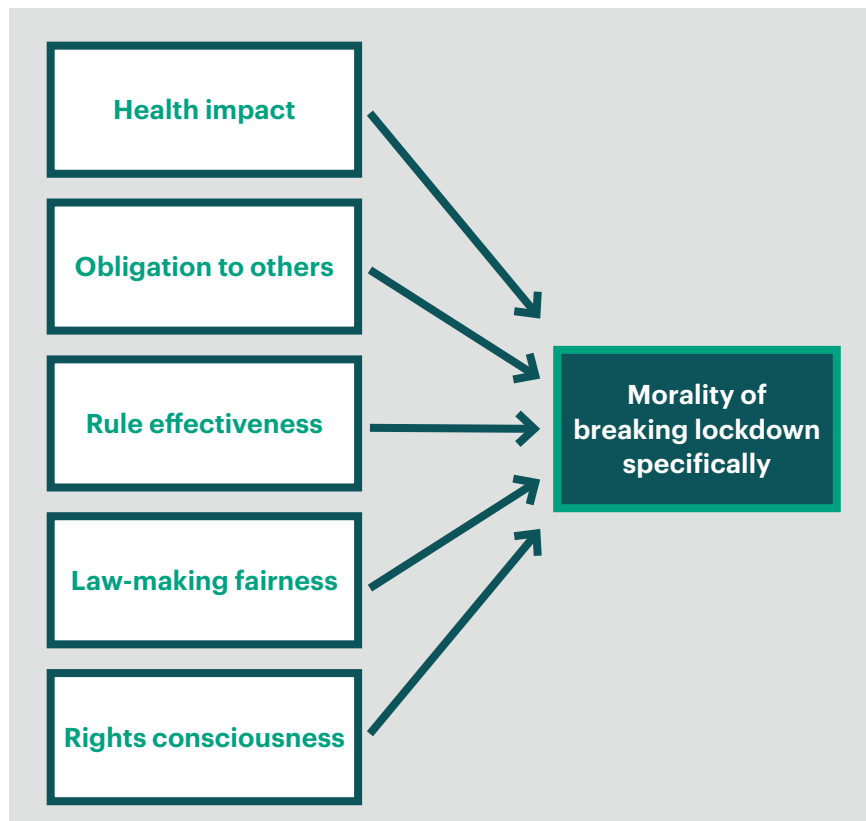 Health impact
Obligation to others
Rule effectiveness
Law-making fairness
Rights consciousness
Morality of
breaking lockdown
specifically